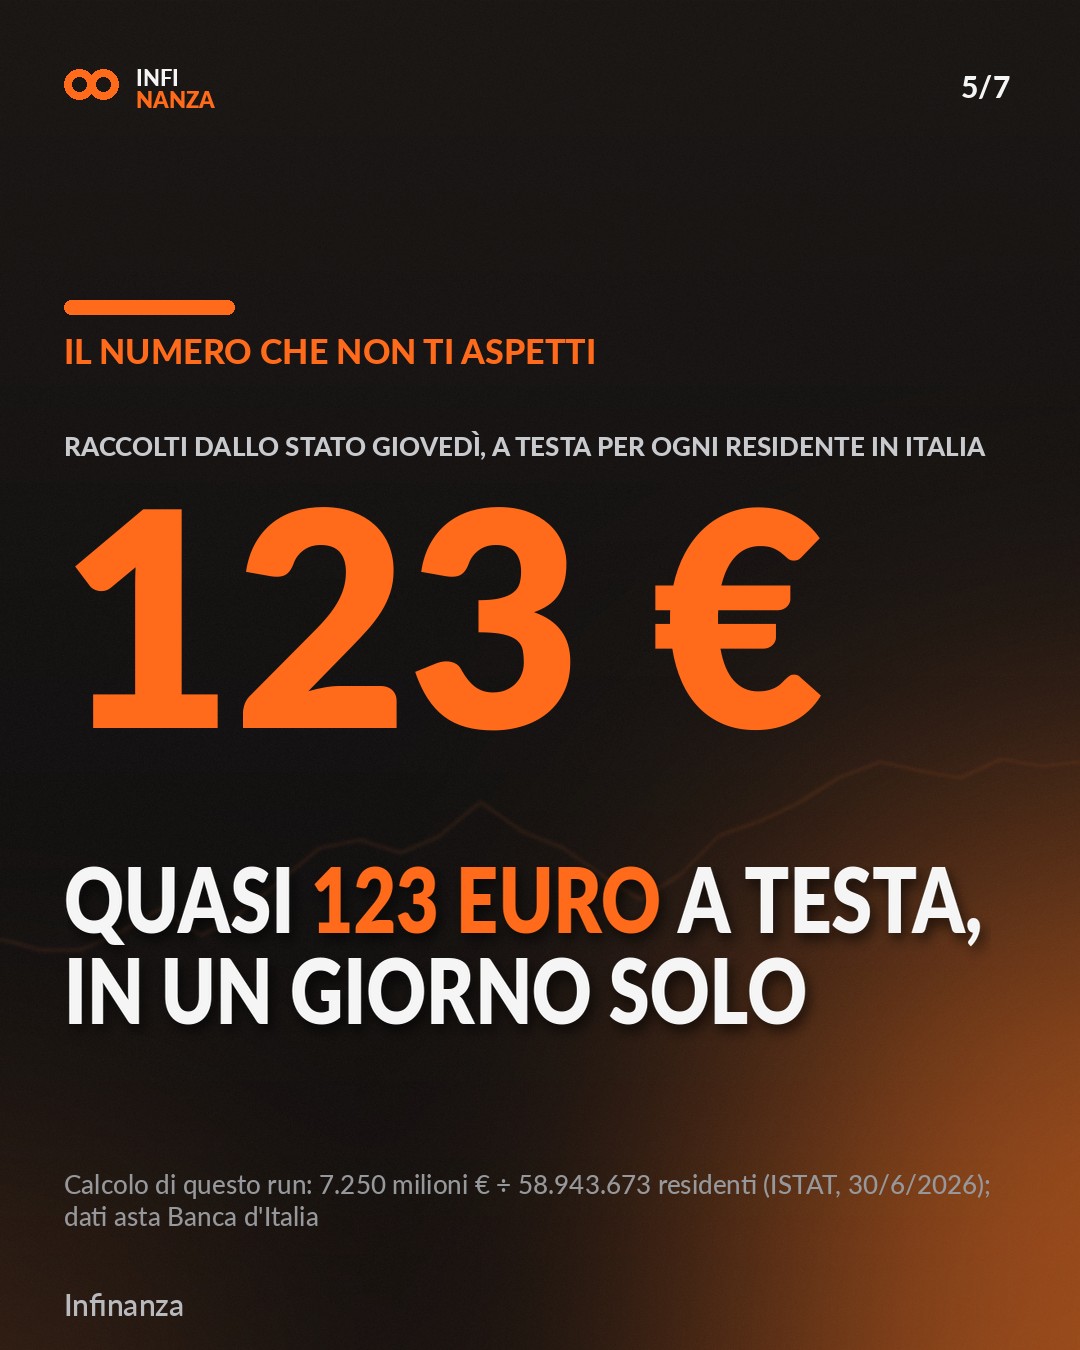 INFI
NANZA
5/7
IL NUMERO CHE NON TI ASPETTI
RACCOLTI DALLO STATO GIOVEDÌ, A TESTA PER OGNI RESIDENTE IN ITALIA
123 €
QUASI 123 EURO A TESTA,
IN UN GIORNO SOLO
Calcolo di questo run: 7.250 milioni € ÷ 58.943.673 residenti (ISTAT, 30/6/2026);
dati asta Banca d'Italia
Infinanza